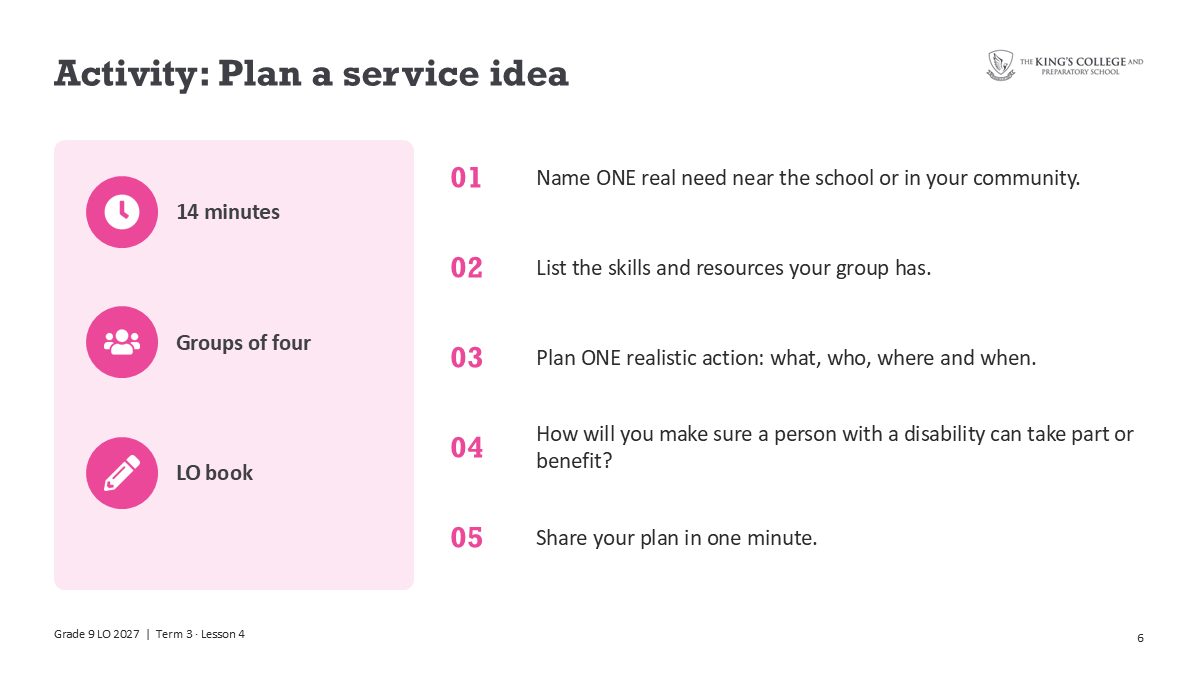 Activity: Plan a service idea
THE KING'S COLLEGE AND
PREPARATORY SCHOOL
14 minutes
Groups of four
LO book
01
Name ONE real need near the school or in your community.
02
List the skills and resources your group has.
03
Plan ONE realistic action: what, who, where and when.
04
How will you make sure a person with a disability can take part or
benefit?
05
Share your plan in one minute.
Grade 9 LO 2027 | Term 3 · Lesson 4
6